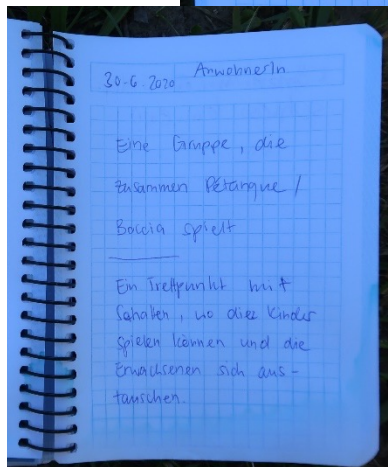 30.6.2020 AnwohnerIn
Eine Gruppe, die
zusammen Pétanque /
Boccia spielt
Ein Treffpunkt mit
Schatten, wo die Kinder
spielen können und die
Erwachsenen sich aus-
tauschen.